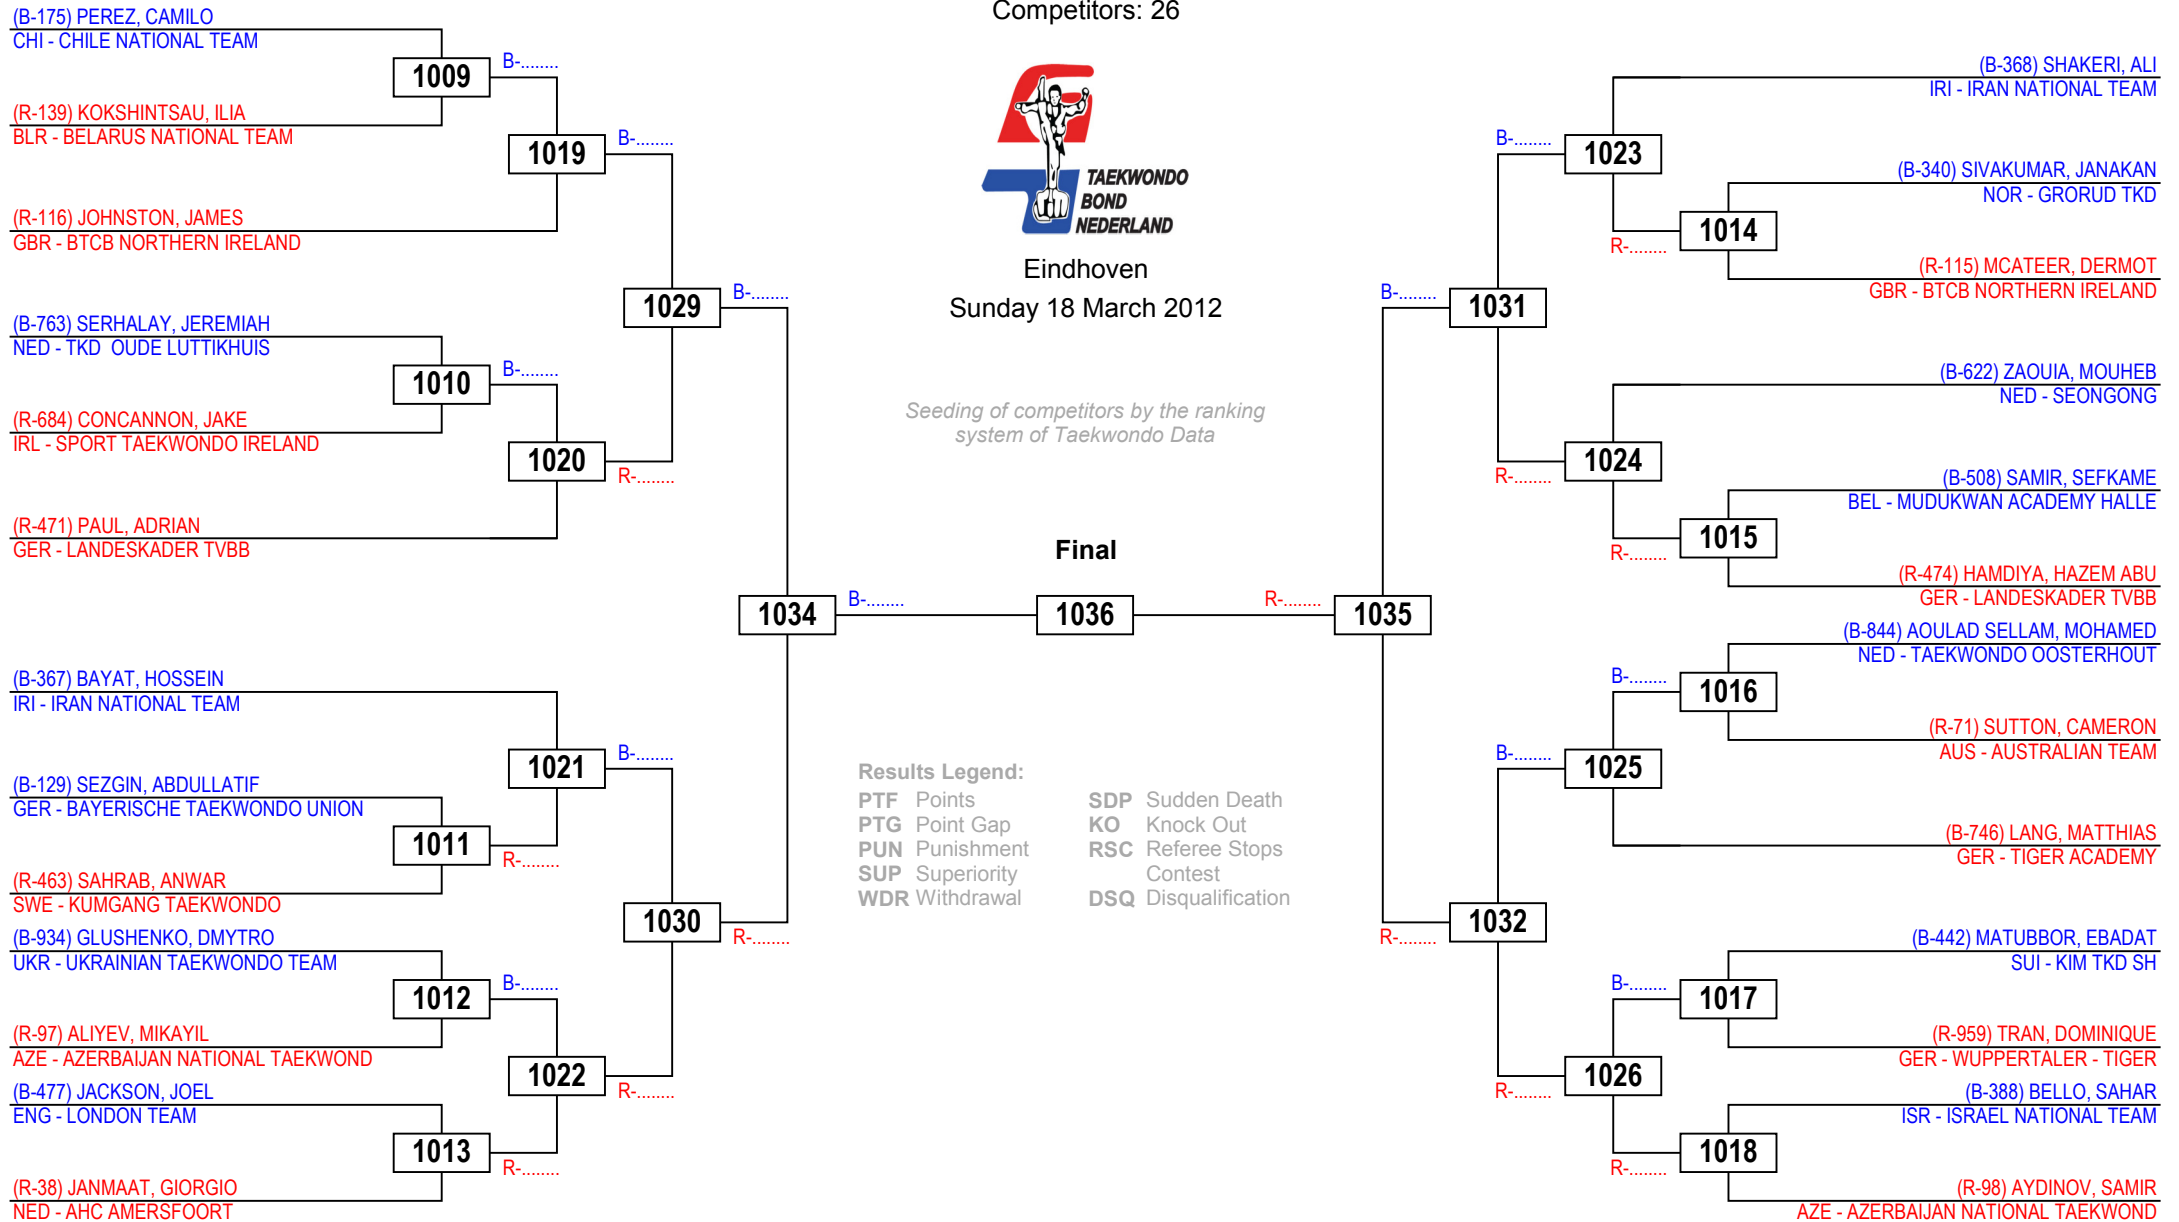 Competitors: 26
TAEKWONDO
BOND
NEDERLAND
Eindhoven
Sunday 18 March 2012
Seeding of competitors by the ranking
system of Taekwondo Data
(B-175) PEREZ, CAMILO
CHI - CHILE NATIONAL TEAM
1009
B-........
(R-139) KOKSHINTSAU, ILIA
BLR - BELARUS NATIONAL TEAM
1019
B-........
(R-116) JOHNSTON, JAMES
GBR - BTCB NORTHERN IRELAND
1029
B-........
(B-763) SERHALAY, JEREMIAH
NED - TKD  OUDE LUTTIKHUIS
1010
B-........
(R-684) CONCANNON, JAKE
IRL - SPORT TAEKWONDO IRELAND
1020
R-........
(R-471) PAUL, ADRIAN
GER - LANDESKADER TVBB
1034
B-........
(B-367) BAYAT, HOSSEIN
IRI - IRAN NATIONAL TEAM
1021
B-........
(B-129) SEZGIN, ABDULLATIF
GER - BAYERISCHE TAEKWONDO UNION
1011
R-........
(R-463) SAHRAB, ANWAR
SWE - KUMGANG TAEKWONDO
1030
R-........
(B-934) GLUSHENKO, DMYTRO
UKR - UKRAINIAN TAEKWONDO TEAM
1012
B-........
(R-97) ALIYEV, MIKAYIL
AZE - AZERBAIJAN NATIONAL TAEKWOND
1022
R-........
(B-477) JACKSON, JOEL
ENG - LONDON TEAM
1013
R-........
(R-38) JANMAAT, GIORGIO
NED - AHC AMERSFOORT
Final
1036
Results Legend:
PTF Points
PTG Point Gap
PUN Punishment
SUP Superiority
WDR Withdrawal
SDP Sudden Death
KO Knock Out
RSC Referee Stops
Contest
DSQ Disqualification
(B-368) SHAKERI, ALI
IRI - IRAN NATIONAL TEAM
B-........
1023
(B-340) SIVAKUMAR, JANAKAN
NOR - GRORUD TKD
R-........
1014
(R-115) MCATEER, DERMOT
GBR - BTCB NORTHERN IRELAND
B-........
1031
(B-622) ZAOUIA, MOUHEB
NED - SEONGONG
R-........
1024
(B-508) SAMIR, SEFKAME
BEL - MUDUKWAN ACADEMY HALLE
R-........
1015
(R-474) HAMDIYA, HAZEM ABU
GER - LANDESKADER TVBB
R-........
1035
(B-844) AOULAD SELLAM, MOHAMED
NED - TAEKWONDO OOSTERHOUT
B-........
1016
(R-71) SUTTON, CAMERON
AUS - AUSTRALIAN TEAM
B-........
1025
(B-746) LANG, MATTHIAS
GER - TIGER ACADEMY
R-........
1032
(B-442) MATUBBOR, EBADAT
SUI - KIM TKD SH
B-........
1017
(R-959) TRAN, DOMINIQUE
GER - WUPPERTALER - TIGER
R-........
1026
(B-388) BELLO, SAHAR
ISR - ISRAEL NATIONAL TEAM
R-........
1018
(R-98) AYDINOV, SAMIR
AZE - AZERBAIJAN NATIONAL TAEKWOND